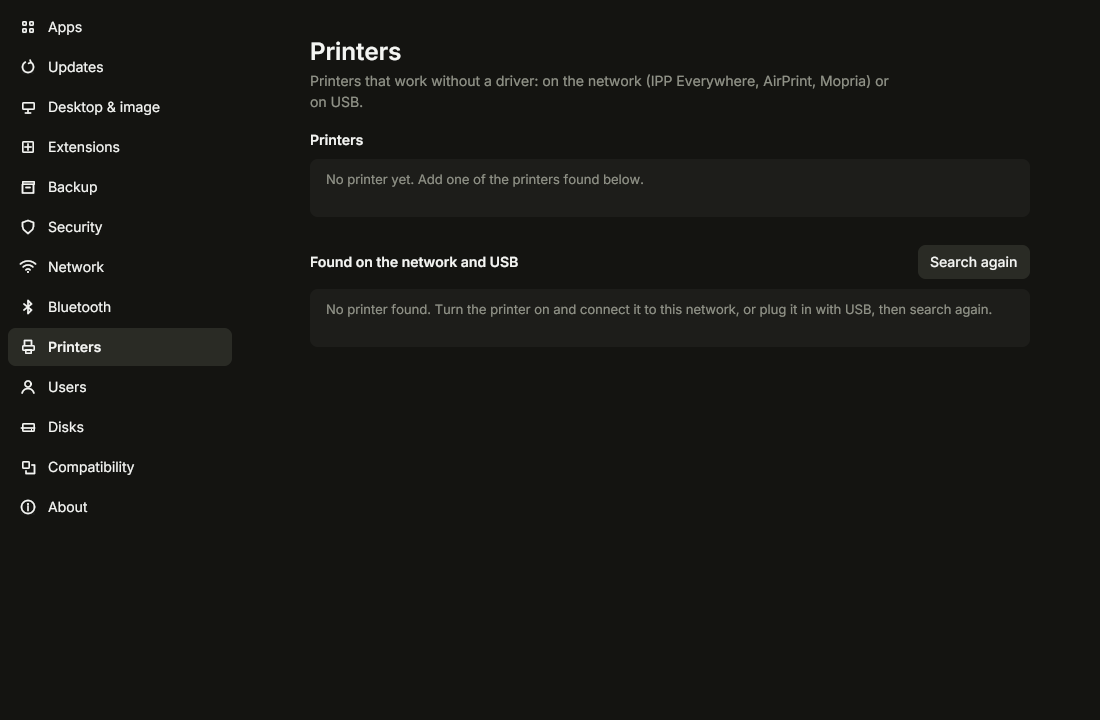 Apps
Updates
Desktop & image
Extensions
Backup
Security
Network
Bluetooth
Printers
Users
Disks
Compatibility
About
Printers
Printers that work without a driver: on the network (IPP Everywhere, AirPrint, Mopria) or
on USB.
Printers
No printer yet. Add one of the printers found below.
Found on the network and USB
Search again
No printer found. Turn the printer on and connect it to this network, or plug it in with USB, then search again.